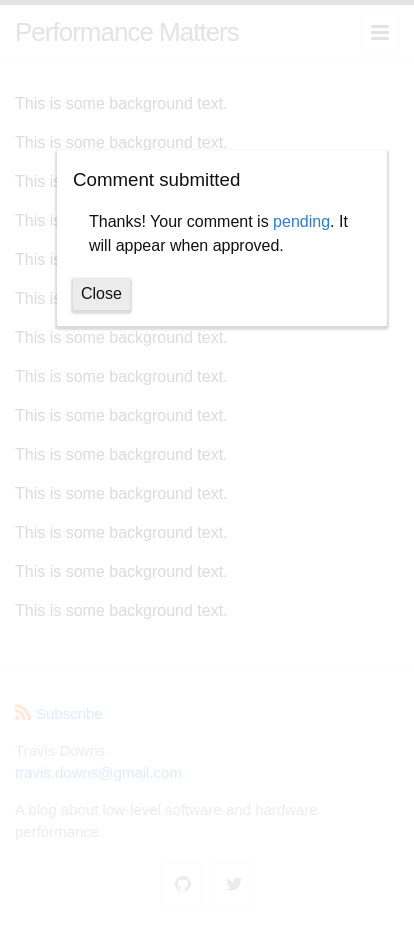 Performance Matters
This is some background text.
This is some background text.
This is
This is
This is
This is
Comment submitted
Thanks! Your comment is pending. It
will appear when approved.
Close
This is some background text.
This is some background text.
This is some background text.
This is some background text.
This is some background text.
This is some background text.
This is some background text.
This is some background text.
Subscribe
Travis Downs
travis.downs@gmail.com
A blog about low-level software and hardware
performance.